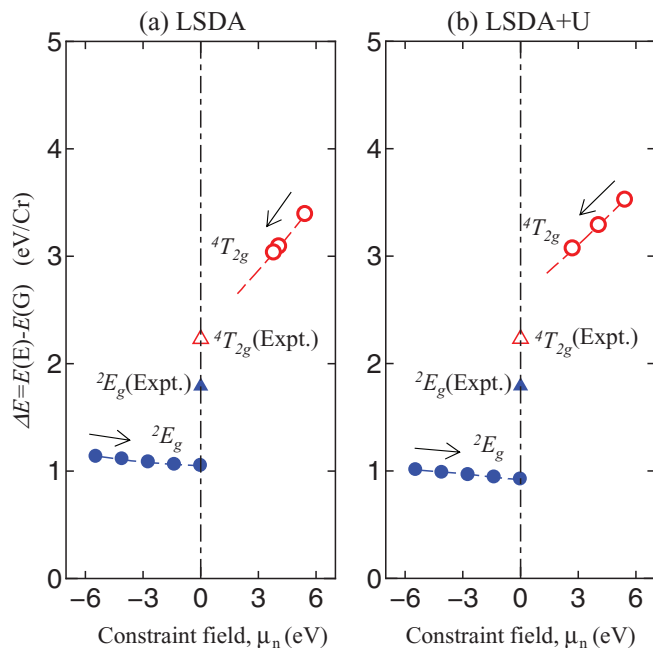 (a) LSDA
(b) LSDA+U
ΔE=E(E)-E(G) (eV/Cr)
5
4
3
2
1
0
⁴T₂g
⁴T₂g(Expt.)
²Eg(Expt.)
²Eg
−6 −3 0 3 6
Constraint field, μn (eV)
5
4
3
2
1
0
⁴T₂g
⁴T₂g(Expt.)
²Eg(Expt.)
²Eg
−6 −3 0 3 6
Constraint field, μn (eV)